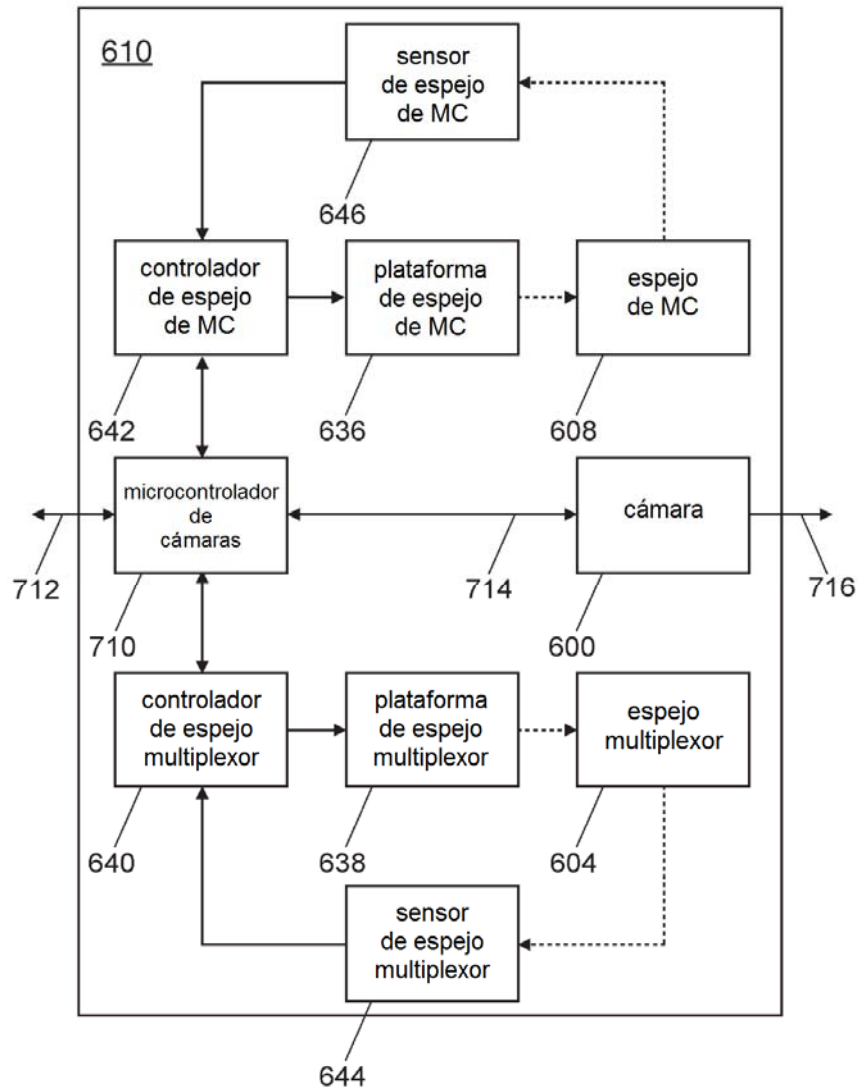 610
sensor
de espejo
de MC
646
controlador
de espejo
de MC
plataforma
de espejo
de MC
espejo
de MC
642
636
608
microcontrolador
de
cámaras
cámara
712
710
714
600
716
controlador
de espejo
multiplexor
plataforma
de espejo
multiplexor
espejo
multiplexor
640
638
604
sensor
de espejo
multiplexor
644